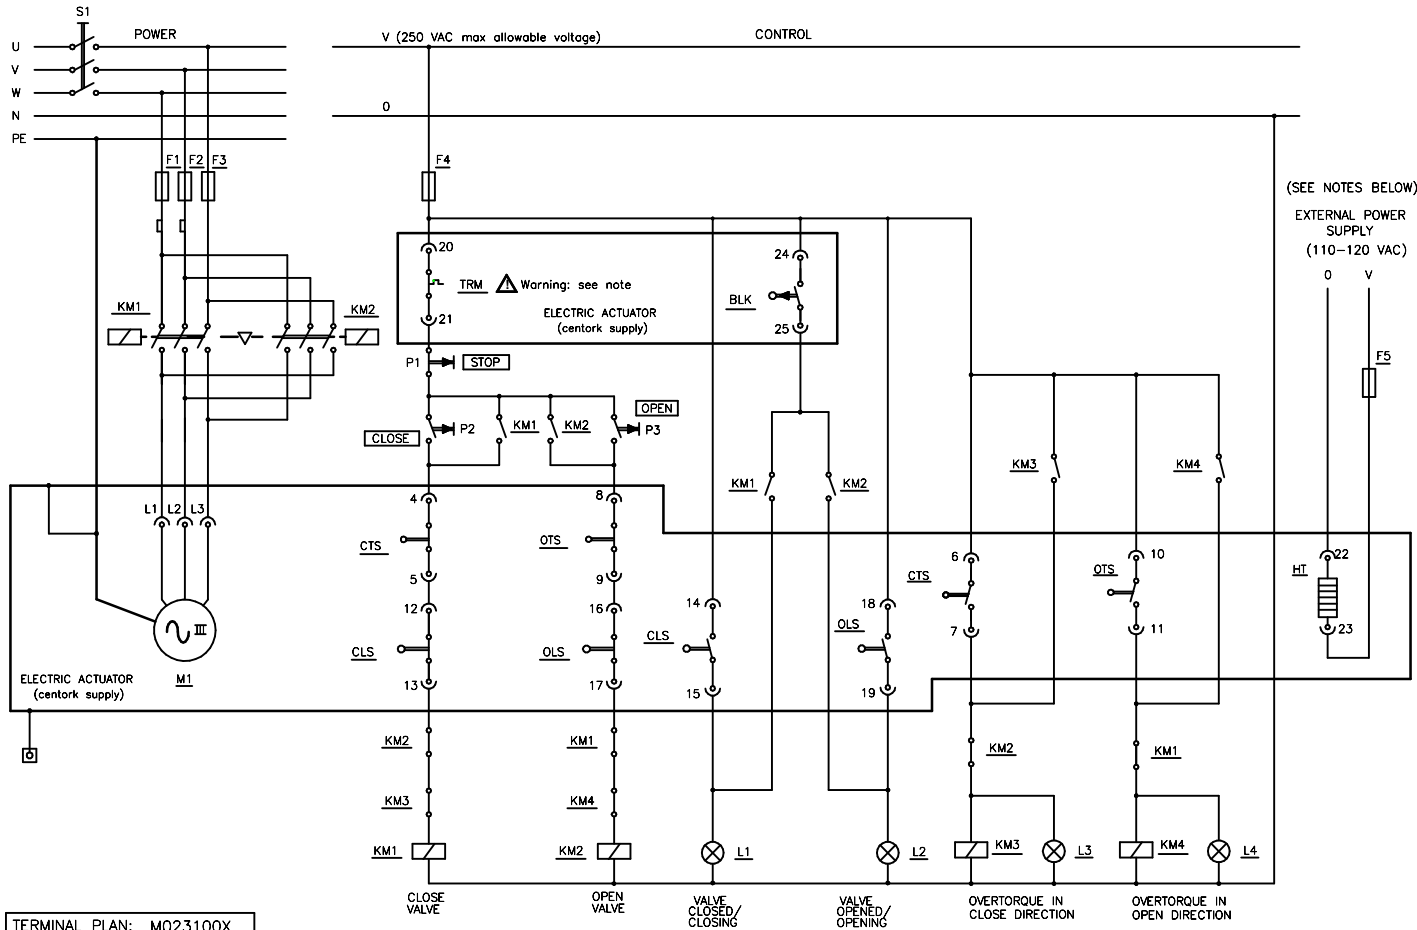 S1
POWER
V (250 VAC max allowable voltage)
CONTROL
U
V
W
N
PE
0
F1
F2
F3
F4
(SEE NOTES BELOW)
EXTERNAL POWER
SUPPLY
(110-120 VAC)
0
V
20
24
TRM
Warning: see note
BLK
ELECTRIC ACTUATOR
(centork supply)
21
25
KM1
KM2
P1
STOP
F5
OPEN
CLOSE
P2
KM1
KM2
P3
KM3
KM4
KM1
KM2
L1
L2
L3
4
8
CTS
OTS
6
10
22
5
9
CTS
OTS
HT
12
16
14
18
7
11
23
III
CLS
OLS
CLS
OLS
M1
13
17
15
19
ELECTRIC ACTUATOR
(centork supply)
KM2
KM1
KM2
KM1
KM3
KM4
KM1
KM2
L1
L2
KM3
L3
KM4
L4
CLOSE
VALVE
OPEN
VALVE
VALVE
CLOSED/
CLOSING
VALVE
OPENED/
OPENING
OVERTORQUE IN
CLOSE DIRECTION
OVERTORQUE IN
OPEN DIRECTION
TERMINAL PLAN: M023100X